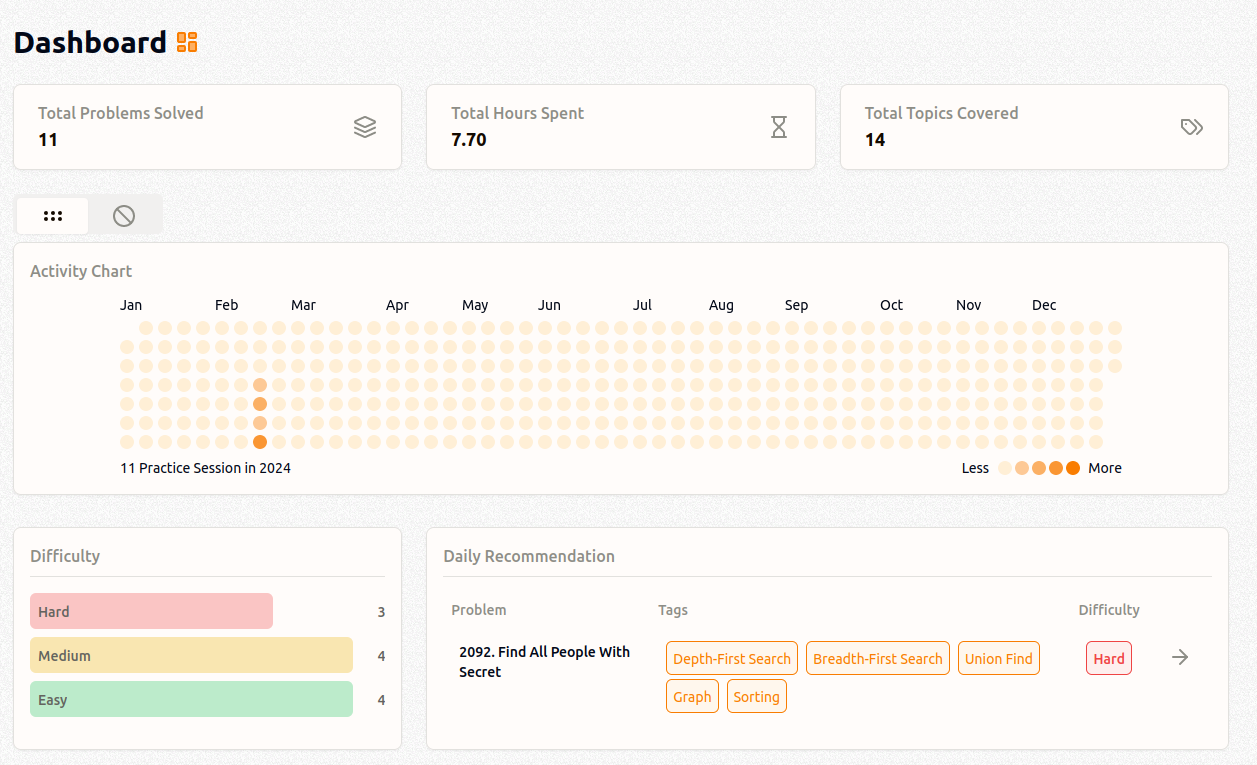 Dashboard
Total Problems Solved
11
Total Hours Spent
7.70
Total Topics Covered
14
Activity Chart
Jan Feb Mar Apr May Jun Jul Aug Sep Oct Nov Dec
11 Practice Session in 2024
Less More
Difficulty
Hard 3
Medium 4
Easy 4
Daily Recommendation
Problem Tags Difficulty
2092. Find All People With
Secret
Depth-First Search Breadth-First Search Union Find
Graph Sorting
Hard